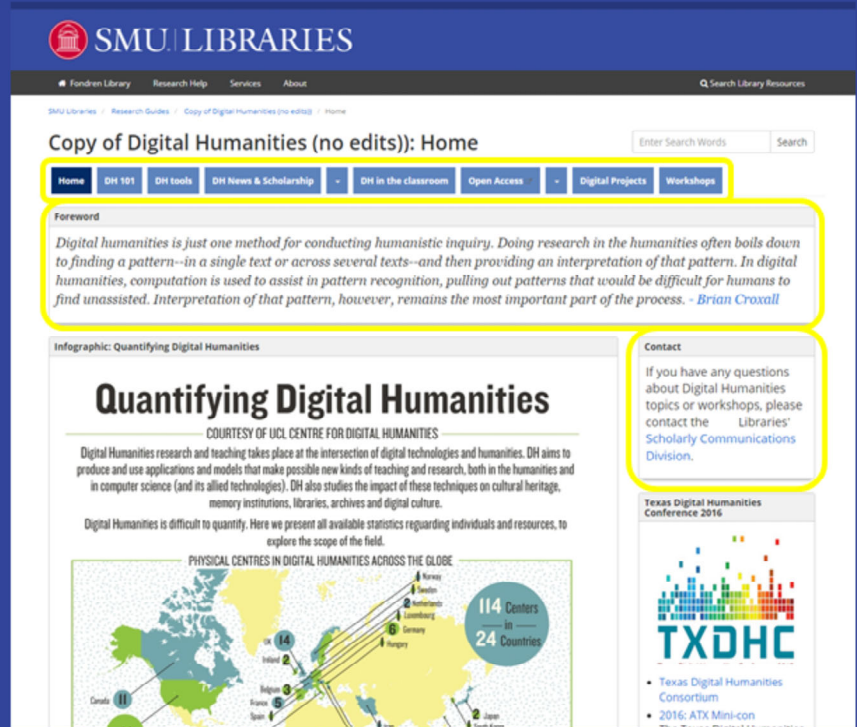 SMU LIBRARIES
Fondren Library Research Help Services About Search Library Resources
SMU Libraries / Research Guides / Copy of Digital Humanities (no edits)) / Home
Copy of Digital Humanities (no edits)): Home
Enter Search Words Search
Home DH 101 DH tools DH News & Scholarship DH in the classroom Open Access Digital Projects Workshops
Foreword
Digital humanities is just one method for conducting humanistic inquiry. Doing research in the humanities often boils down
to finding a pattern--in a single text or across several texts--and then providing an interpretation of that pattern. In digital
humanities, computation is used to assist in pattern recognition, pulling out patterns that would be difficult for humans to
find unassisted. Interpretation of that pattern, however, remains the most important part of the process. - Brian Croxall
Infographic: Quantifying Digital Humanities
Quantifying Digital Humanities
COURTESY OF UCL CENTRE FOR DIGITAL HUMANITIES
Digital Humanities research and teaching takes place at the intersection of digital technologies and humanities. DH aims to
produce and use applications and models that make possible new kinds of teaching and research, both in the humanities and
in computer science (and its allied technologies). DH also studies the impact of these techniques on cultural heritage,
memory institutions, libraries, archives and digital culture.
Digital Humanities is difficult to quantify. Here we present all available statistics reguarding individuals and resources, to
explore the scope of the field.
PHYSICAL CENTRES IN DIGITAL HUMANITIES ACROSS THE GLOBE
Norway
Sweden
2 Netherlands
Luxembourg
6 Germany
Hungary
114 Centers
in
24 Countries
UK 14
Ireland 2
Belgium 3
France 5
Spain
Canada 11
2 Japan
Contact
If you have any questions
about Digital Humanities
topics or workshops, please
contact the Libraries'
Scholarly Communications
Division.
Texas Digital Humanities
Conference 2016
TXDHC
Texas Digital Humanities
Consortium
2016: ATX Mini-con